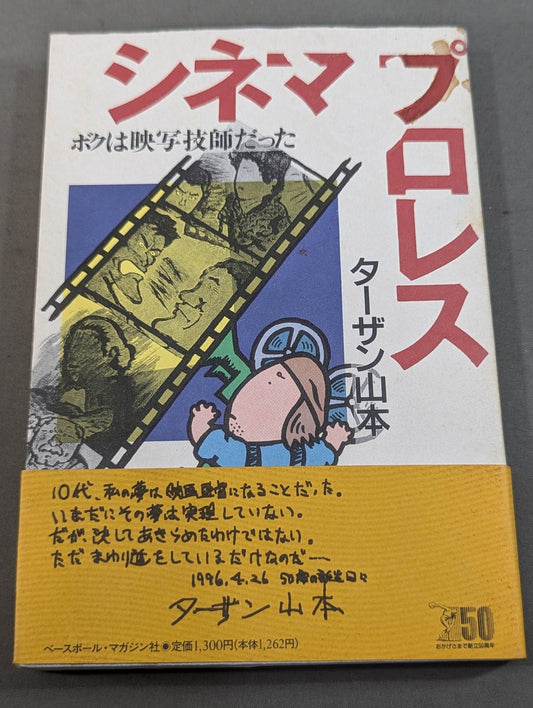 シネマプロレス
ボクは映写技師だった
ターザン山本
10代、私の夢は映画監督になることだった。
いまだにその夢は実現していない。
だが、決してあきらめたわけではない。
ただまわり道をしているだけなのだ――
1996.4.26 50歳の誕生日に
ターザン山本
ベースボール・マガジン社●定価1,300円(本体1,262円)
50
おかげさまで創立50周年